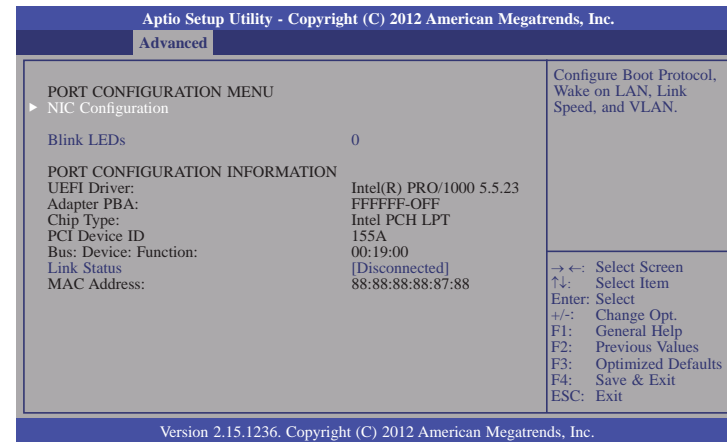 Aptio Setup Utility - Copyright (C) 2012 American Megatrends, Inc.
Advanced
PORT CONFIGURATION MENU
► NIC Configuration
Blink LEDs 0
PORT CONFIGURATION INFORMATION
UEFI Driver: Intel(R) PRO/1000 5.5.23
Adapter PBA: FFFFFF-OFF
Chip Type: Intel PCH LPT
PCI Device ID 155A
Bus: Device: Function: 00:19:00
Link Status [Disconnected]
MAC Address: 88:88:88:88:87:88
Configure Boot Protocol,
Wake on LAN, Link
Speed, and VLAN.
→ ←: Select Screen
↑↓: Select Item
Enter: Select
+/-: Change Opt.
F1: General Help
F2: Previous Values
F3: Optimized Defaults
F4: Save & Exit
ESC: Exit
Version 2.15.1236. Copyright (C) 2012 American Megatrends, Inc.